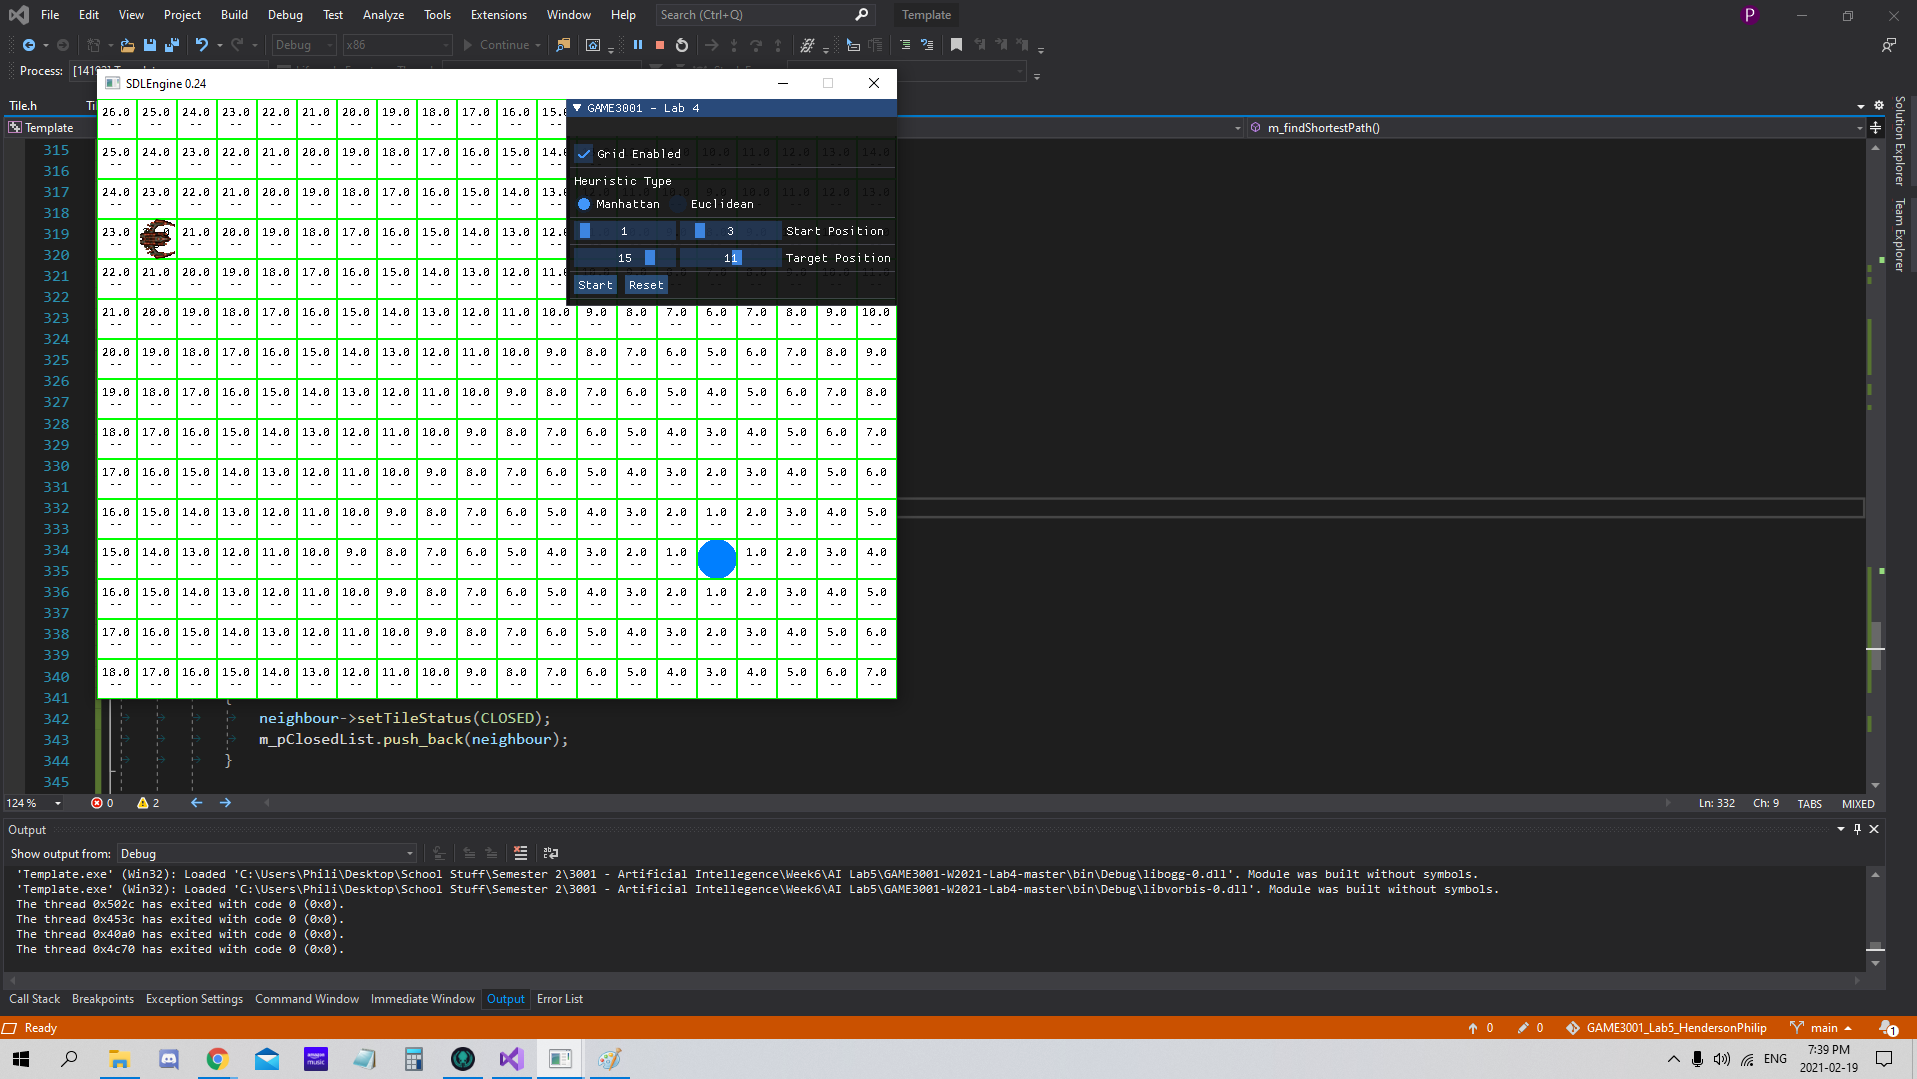 File Edit View Project Build Debug Test Analyze Tools Extensions Window Help Search (Ctrl+Q) Template P
Debug x86 Continue
Process: [1419
SDLEngine 0.24
Tile.h
Template
m_findShortestPath()
Solution Explorer
Team Explorer
GAME3001 - Lab 4
Grid Enabled
Heuristic Type
Manhattan Euclidean
1 3 Start Position
15 11 Target Position
Start Reset
26.0 25.0 24.0 23.0 22.0 21.0 20.0 19.0 18.0 17.0 16.0 15.
-- -- -- -- -- -- -- -- -- -- -- --
25.0 24.0 23.0 22.0 21.0 20.0 19.0 18.0 17.0 16.0 15.0 14.
-- -- -- -- -- -- -- -- -- -- -- --
24.0 23.0 22.0 21.0 20.0 19.0 18.0 17.0 16.0 15.0 14.0 13.
-- -- -- -- -- -- -- -- -- -- -- --
23.0 21.0 20.0 19.0 18.0 17.0 16.0 15.0 14.0 13.0 12.
-- -- -- -- -- -- -- -- -- -- --
22.0 21.0 20.0 19.0 18.0 17.0 16.0 15.0 14.0 13.0 12.0 11.
-- -- -- -- -- -- -- -- -- -- -- --
21.0 20.0 19.0 18.0 17.0 16.0 15.0 14.0 13.0 12.0 11.0 10.0 9.0 8.0 7.0 6.0 7.0 8.0 9.0 10.0
-- -- -- -- -- -- -- -- -- -- -- -- -- -- -- -- -- -- -- --
20.0 19.0 18.0 17.0 16.0 15.0 14.0 13.0 12.0 11.0 10.0 9.0 8.0 7.0 6.0 5.0 6.0 7.0 8.0 9.0
-- -- -- -- -- -- -- -- -- -- -- -- -- -- -- -- -- -- -- --
19.0 18.0 17.0 16.0 15.0 14.0 13.0 12.0 11.0 10.0 9.0 8.0 7.0 6.0 5.0 4.0 5.0 6.0 7.0 8.0
-- -- -- -- -- -- -- -- -- -- -- -- -- -- -- -- -- -- -- --
18.0 17.0 16.0 15.0 14.0 13.0 12.0 11.0 10.0 9.0 8.0 7.0 6.0 5.0 4.0 3.0 4.0 5.0 6.0 7.0
-- -- -- -- -- -- -- -- -- -- -- -- -- -- -- -- -- -- -- --
17.0 16.0 15.0 14.0 13.0 12.0 11.0 10.0 9.0 8.0 7.0 6.0 5.0 4.0 3.0 2.0 3.0 4.0 5.0 6.0
-- -- -- -- -- -- -- -- -- -- -- -- -- -- -- -- -- -- -- --
16.0 15.0 14.0 13.0 12.0 11.0 10.0 9.0 8.0 7.0 6.0 5.0 4.0 3.0 2.0 1.0 2.0 3.0 4.0 5.0
-- -- -- -- -- -- -- -- -- -- -- -- -- -- -- -- -- -- -- --
15.0 14.0 13.0 12.0 11.0 10.0 9.0 8.0 7.0 6.0 5.0 4.0 3.0 2.0 1.0 1.0 2.0 3.0 4.0
-- -- -- -- -- -- -- -- -- -- -- -- -- -- -- -- -- -- --
16.0 15.0 14.0 13.0 12.0 11.0 10.0 9.0 8.0 7.0 6.0 5.0 4.0 3.0 2.0 1.0 2.0 3.0 4.0 5.0
-- -- -- -- -- -- -- -- -- -- -- -- -- -- -- -- -- -- -- --
17.0 16.0 15.0 14.0 13.0 12.0 11.0 10.0 9.0 8.0 7.0 6.0 5.0 4.0 3.0 2.0 3.0 4.0 5.0 6.0
-- -- -- -- -- -- -- -- -- -- -- -- -- -- -- -- -- -- -- --
18.0 17.0 16.0 15.0 14.0 13.0 12.0 11.0 10.0 9.0 8.0 7.0 6.0 5.0 4.0 3.0 4.0 5.0 6.0 7.0
-- -- -- -- -- -- -- -- -- -- -- -- -- -- -- -- -- -- -- --
315
316
317
318
319
320
321
322
323
324
325
326
327
328
329
330
331
332
333
334
335
336
337
338
339
340
341 {
342 neighbour->setTileStatus(CLOSED);
343 m_pClosedList.push_back(neighbour);
344 }
345
124 % 0 2 Ln: 332 Ch: 9 TABS MIXED
Output
Show output from: Debug
'Template.exe' (Win32): Loaded 'C:\Users\Phili\Desktop\School Stuff\Semester 2\3001 - Artificial Intellegence\Week6\AI Lab5\GAME3001-W2021-Lab4-master\bin\Debug\libogg-0.dll'. Module was built without symbols.
'Template.exe' (Win32): Loaded 'C:\Users\Phili\Desktop\School Stuff\Semester 2\3001 - Artificial Intellegence\Week6\AI Lab5\GAME3001-W2021-Lab4-master\bin\Debug\libvorbis-0.dll'. Module was built without symbols.
The thread 0x502c has exited with code 0 (0x0).
The thread 0x453c has exited with code 0 (0x0).
The thread 0x40a0 has exited with code 0 (0x0).
The thread 0x4c70 has exited with code 0 (0x0).
Call Stack Breakpoints Exception Settings Command Window Immediate Window Output Error List
Ready 0 0 GAME3001_Lab5_HendersonPhilip main 1
amazon music
ENG 7:39 PM
2021-02-19